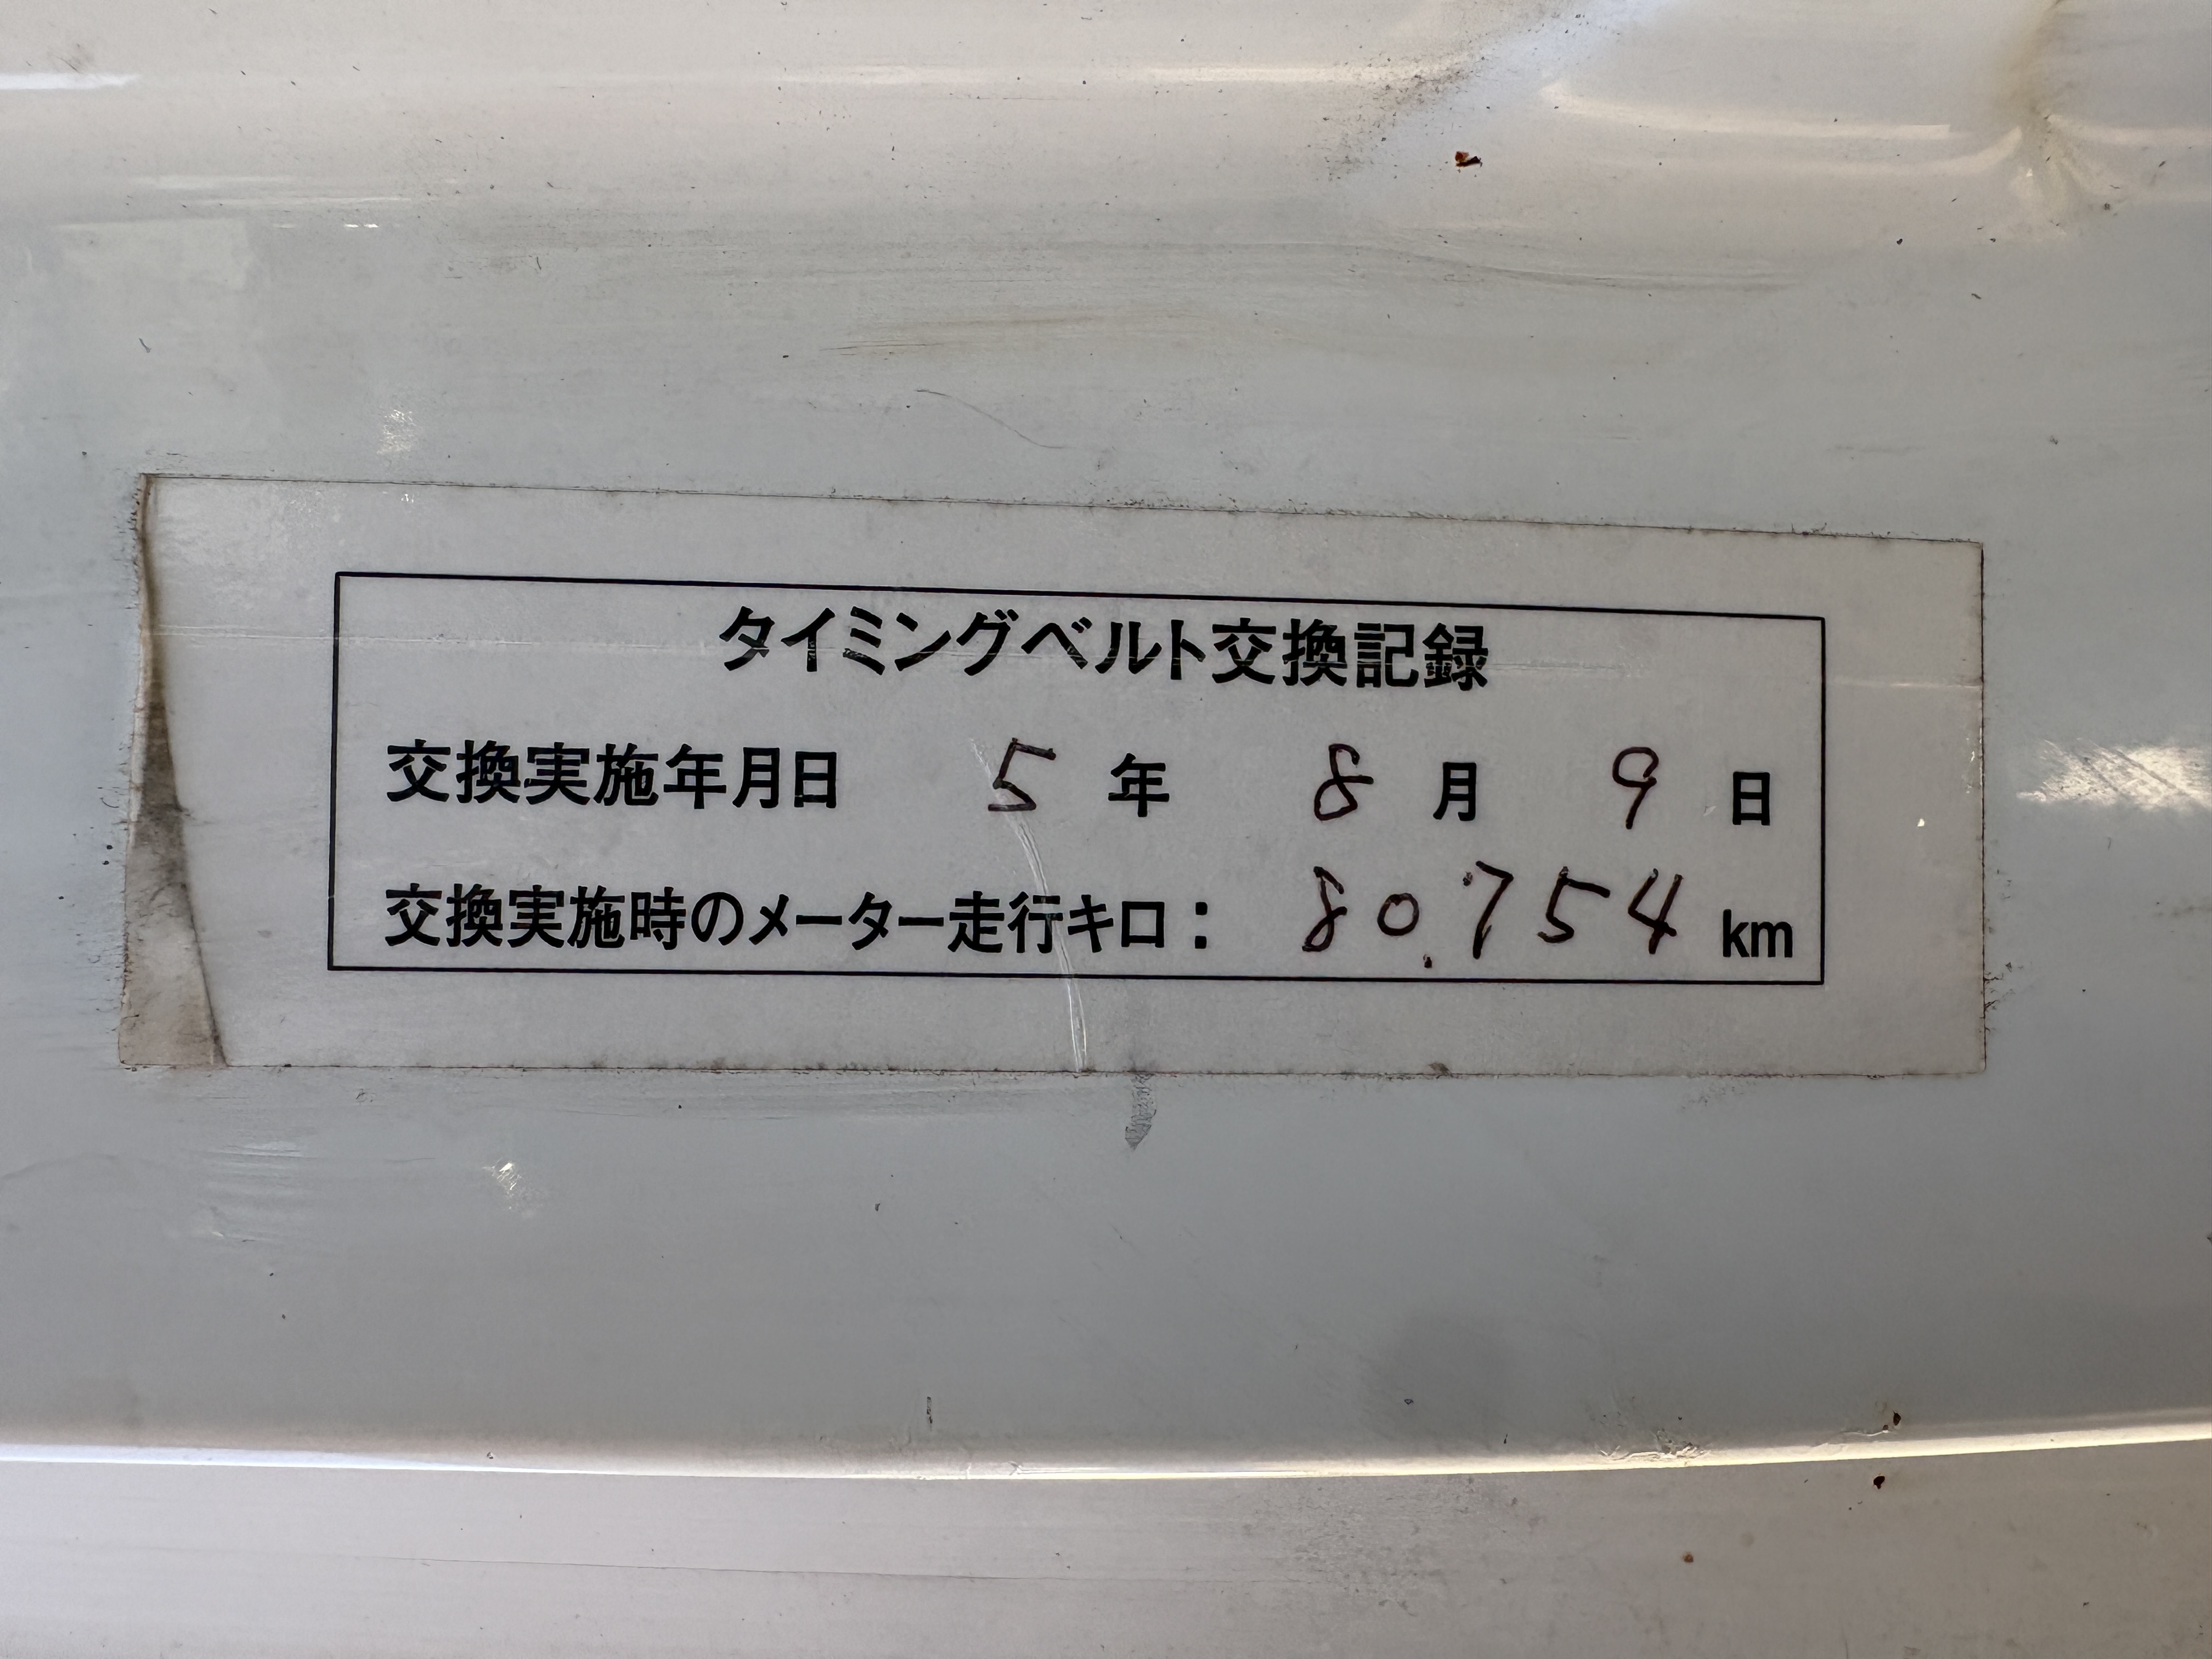 タイミングベルト交換記録
交換実施年月日 5 年 8 月 9 日
交換実施時のメーター走行キロ： 80.754 km